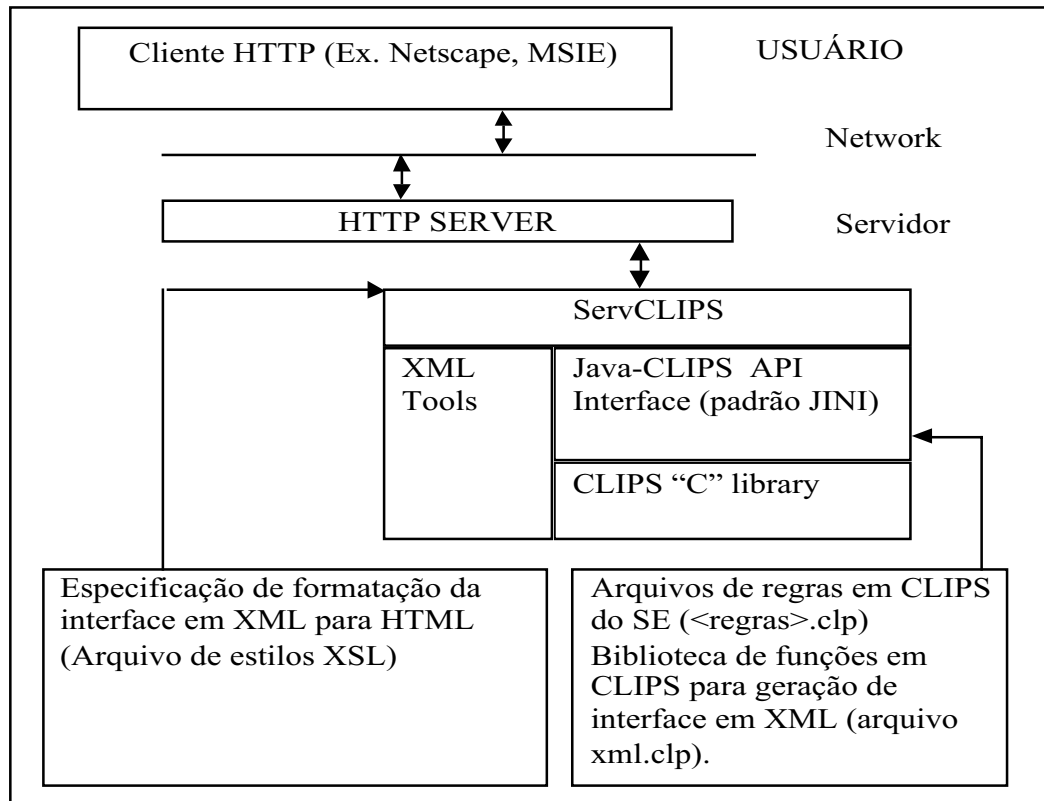 Cliente HTTP (Ex. Netscape, MSIE)
USUÁRIO
Network
HTTP SERVER
Servidor
ServCLIPS
XML
Tools
Java-CLIPS API
Interface (padrão JINI)
CLIPS “C” library
Especificação de formatação da
interface em XML para HTML
(Arquivo de estilos XSL)
Arquivos de regras em CLIPS
do SE (<regras>.clp)
Biblioteca de funções em
CLIPS para geração de
interface em XML (arquivo
xml.clp).